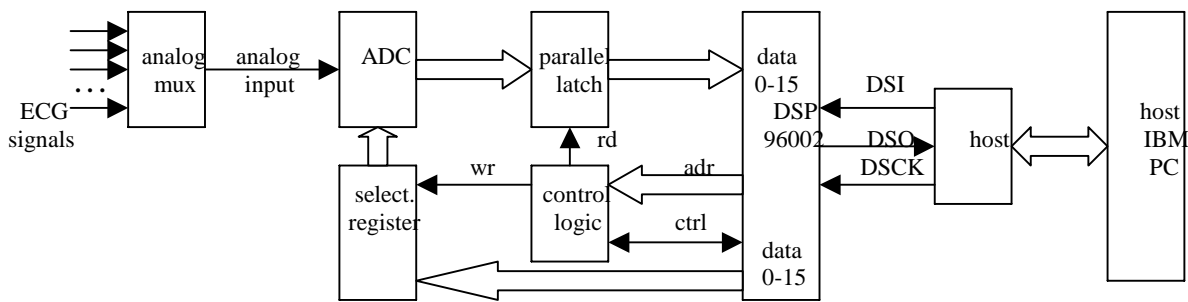 analog
mux
analog
input
ADC
parallel
latch
data
0-15
DSP
96002
DSI
DSO
DSCK
host
host
IBM
PC
...
ECG
signals
rd
wr
adr
select.
register
control
logic
ctrl
data
0-15